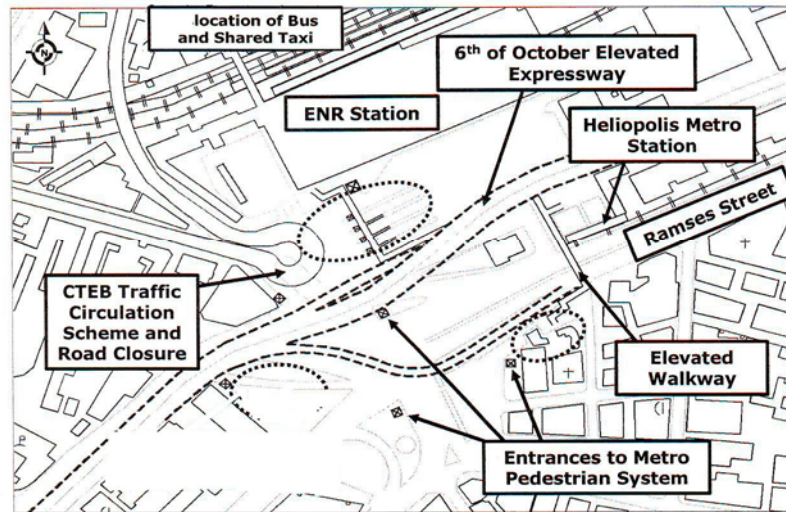 location of Bus
and Shared Taxi
N
6th of October Elevated
Expressway
ENR Station
Heliopolis Metro
Station
Ramses Street
CTEB Traffic
Circulation
Scheme and
Road Closure
Elevated
Walkway
Entrances to Metro
Pedestrian System